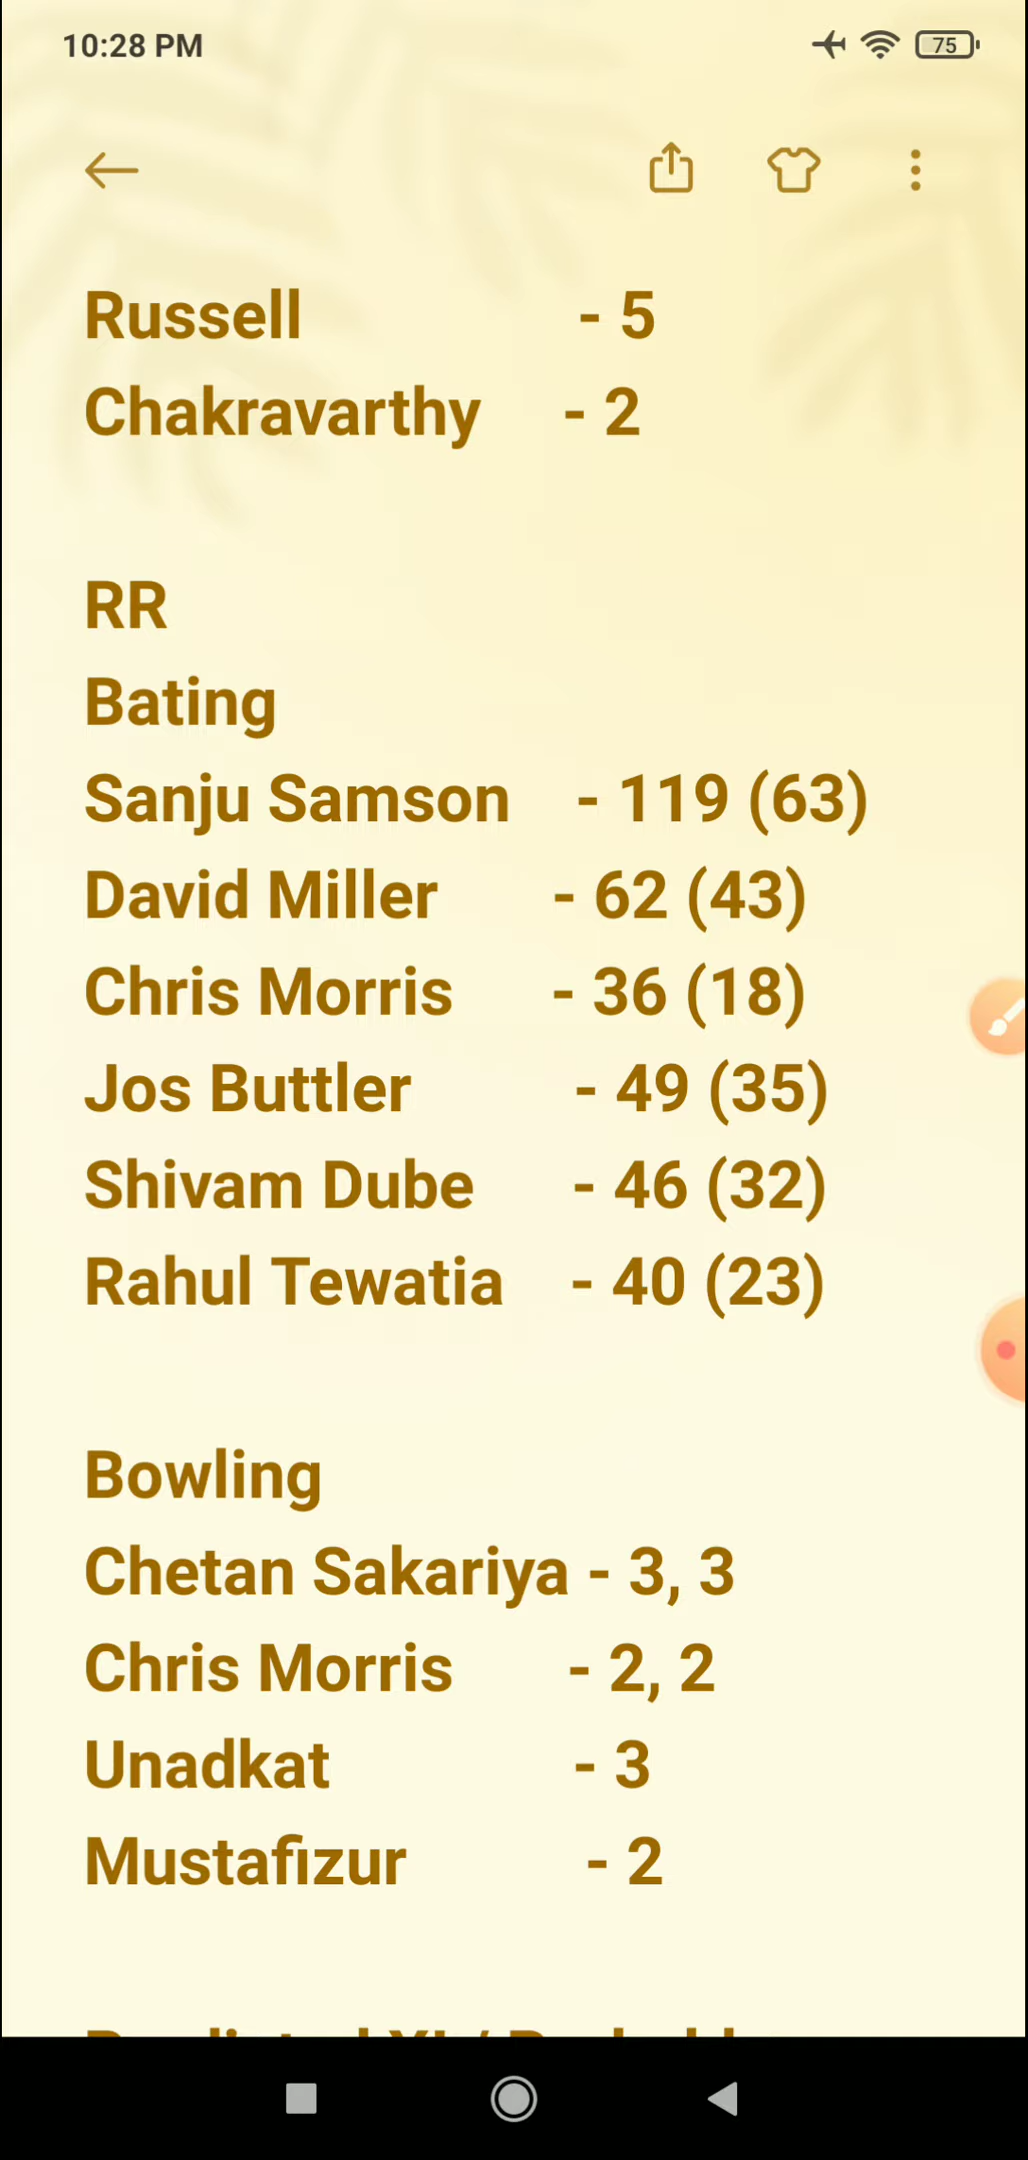 10:28 PM
75
Russell - 5
Chakravarthy - 2
RR
Bating
Sanju Samson - 119 (63)
David Miller - 62 (43)
Chris Morris - 36 (18)
Jos Buttler - 49 (35)
Shivam Dube - 46 (32)
Rahul Tewatia - 40 (23)
Bowling
Chetan Sakariya - 3, 3
Chris Morris - 2, 2
Unadkat - 3
Mustafizur - 2